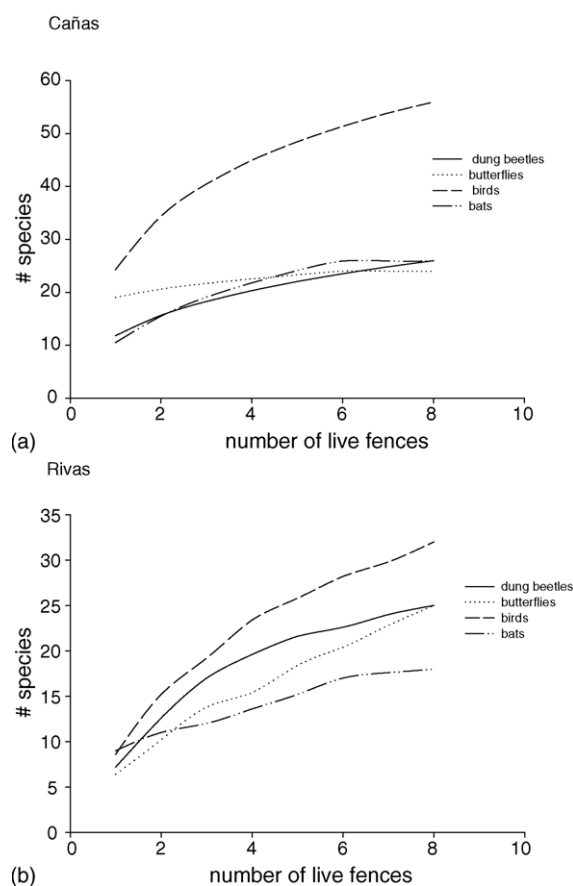 Cañas
60
50
40
30
20
10
0
# species
dung beetles
butterflies
birds
bats
0 2 4 6 8 10
(a)
number of live fences
Rivas
35
30
25
20
15
10
5
0
# species
dung beetles
butterflies
birds
bats
0 2 4 6 8 10
(b)
number of live fences